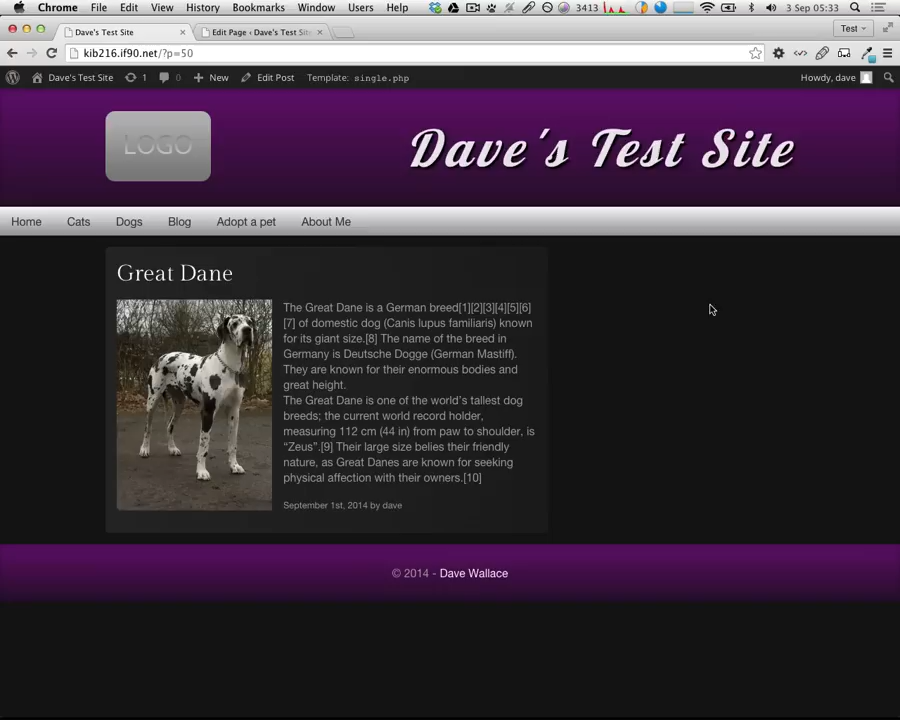 Chrome File Edit View History Bookmarks Window Users Help 3413 3 Sep 05:33
Dave's Test Site Edit Page ‹ Dave's Test Sit Test
kib216.if90.net/?p=50
Dave's Test Site 1 0 New Edit Post Template: single.php Howdy, dave
LOGO
Dave's Test Site
Home Cats Dogs Blog Adopt a pet About Me
Great Dane
The Great Dane is a German breed[1][2][3][4][5][6]
[7] of domestic dog (Canis lupus familiaris) known
for its giant size.[8] The name of the breed in
Germany is Deutsche Dogge (German Mastiff).
They are known for their enormous bodies and
great height.
The Great Dane is one of the world's tallest dog
breeds; the current world record holder,
measuring 112 cm (44 in) from paw to shoulder, is
“Zeus”.[9] Their large size belies their friendly
nature, as Great Danes are known for seeking
physical affection with their owners.[10]
September 1st, 2014 by dave
© 2014 - Dave Wallace